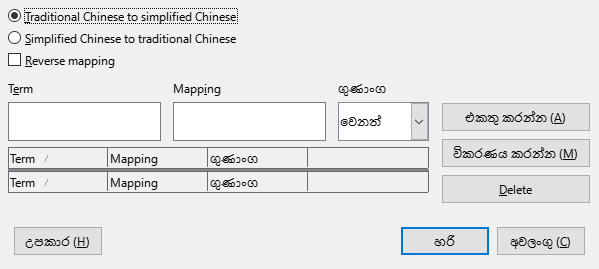 Traditional Chinese to simplified Chinese
Simplified Chinese to traditional Chinese
Reverse mapping
Term Mapping ගුණාංග
වෙනත්
එකතු කරන්න (A)
Term / Mapping ගුණාංග
විකරණය කරන්න (M)
Term / Mapping ගුණාංග
Delete
උපකාර (H) හරි අවලංගු (C)